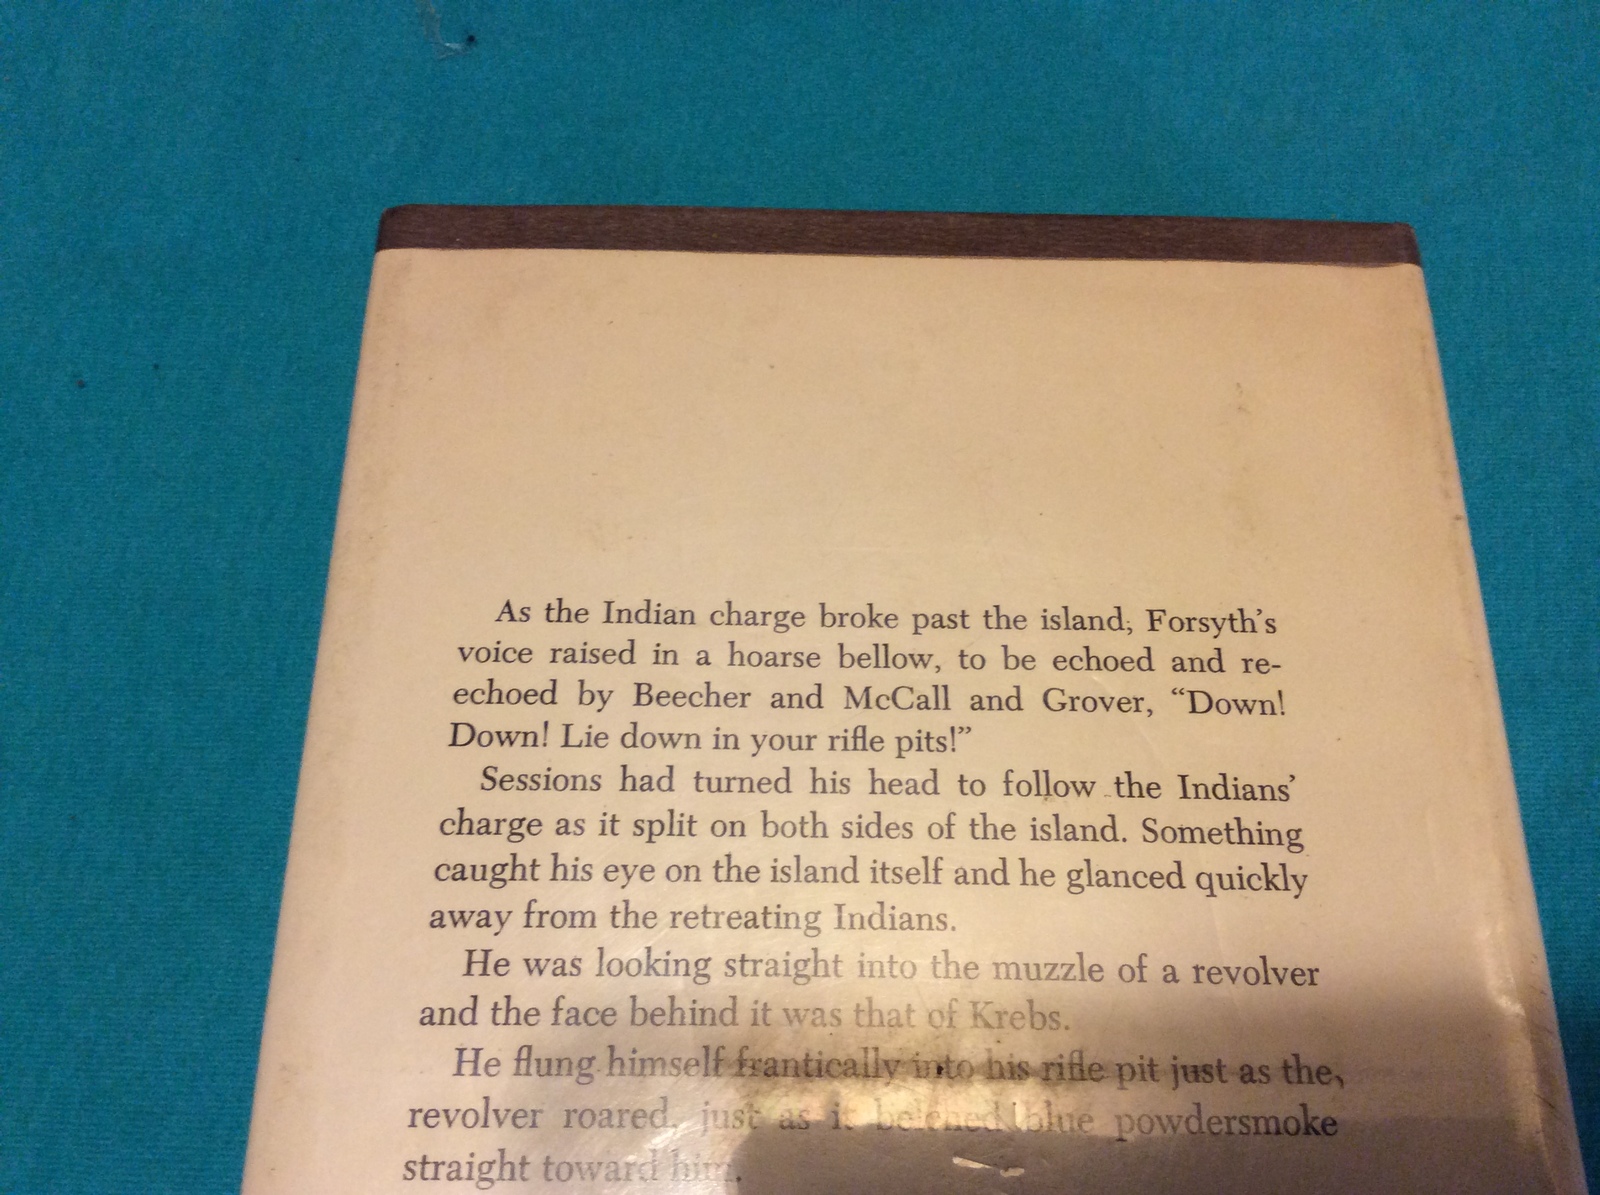 As the Indian charge broke past the island, Forsyth's
voice raised in a hoarse bellow, to be echoed and re-
echoed by Beecher and McCall and Grover, “Down!
Down! Lie down in your rifle pits!”
Sessions had turned his head to follow the Indians’
charge as it split on both sides of the island. Something
caught his eye on the island itself and he glanced quickly
away from the retreating Indians.
He was looking straight into the muzzle of a revolver
and the face behind it was that of Krebs.
He flung himself frantically into his rifle pit just as the
revolver roared, just as it belched blue powdersmoke
straight toward him.